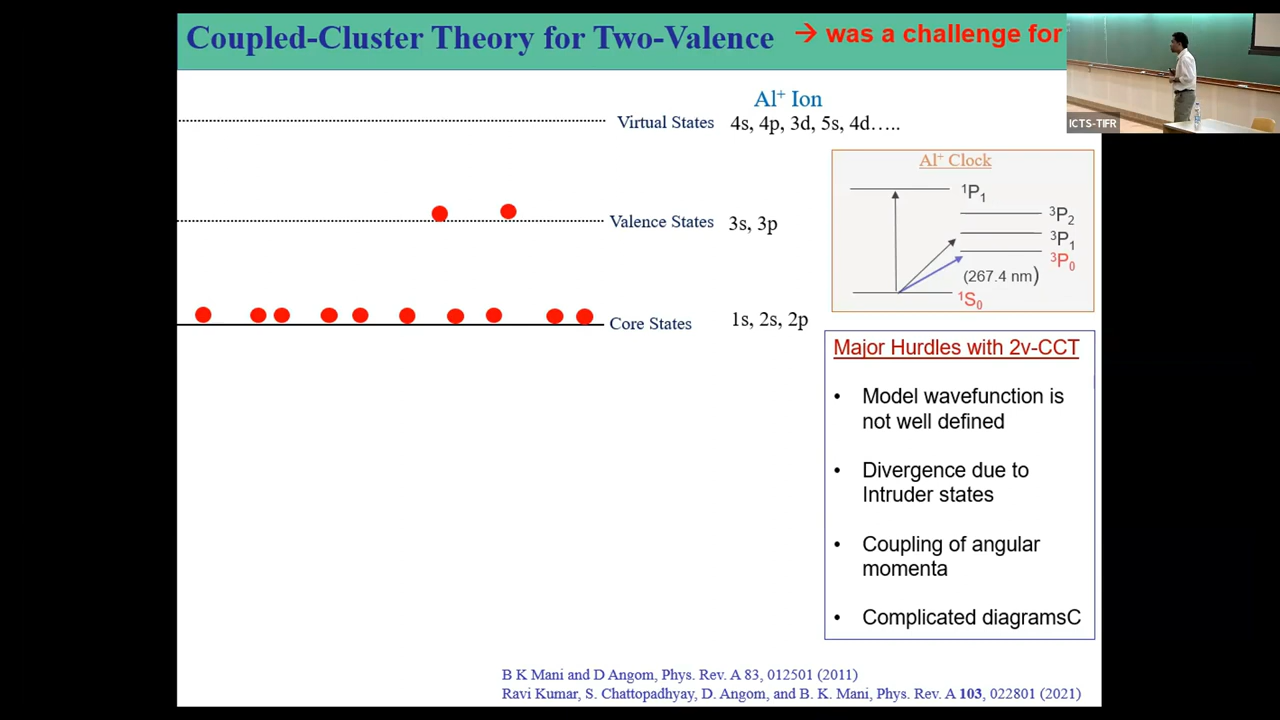 Coupled-Cluster Theory for Two-Valence → was a challenge for
ICTS-TIFR
Al⁺ Ion
Virtual States 4s, 4p, 3d, 5s, 4d…..
Valence States 3s, 3p
Core States 1s, 2s, 2p
Al⁺ Clock
¹P₁
³P₂
³P₁
³P₀
(267.4 nm)
¹S₀
Major Hurdles with 2v-CCT
• Model wavefunction is
not well defined
• Divergence due to
Intruder states
• Coupling of angular
momenta
• Complicated diagramsC
B K Mani and D Angom, Phys. Rev. A 83, 012501 (2011)
Ravi Kumar, S. Chattopadhyay, D. Angom, and B. K. Mani, Phys. Rev. A 103, 022801 (2021)